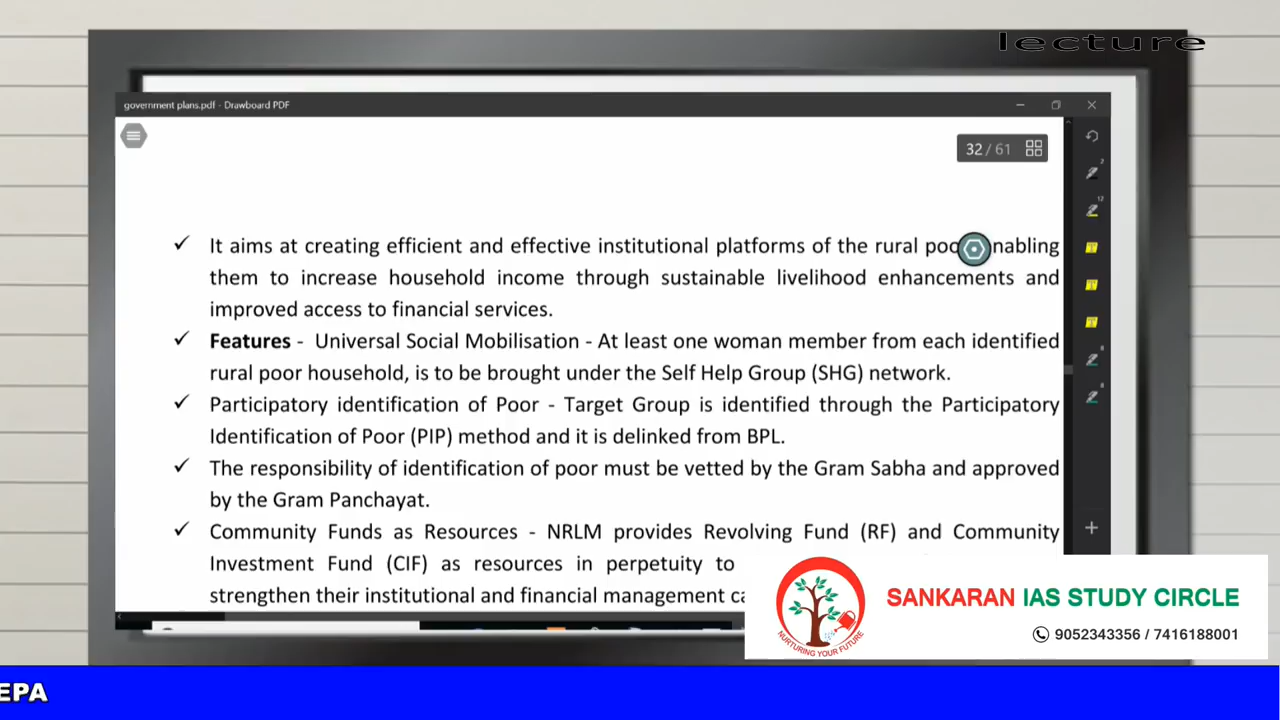 lecture
government plans.pdf - Drawboard PDF
32 / 61
✓ It aims at creating efficient and effective institutional platforms of the rural nabling
them to increase household income through sustainable livelihood enhancements and
improved access to financial services.
✓ Features - Universal Social Mobilisation - At least one woman member from each identified
rural poor household, is to be brought under the Self Help Group (SHG) network.
✓ Participatory identification of Poor - Target Group is identified through the Participatory
Identification of Poor (PIP) method and it is delinked from BPL.
✓ The responsibility of identification of poor must be vetted by the Gram Sabha and approved
by the Gram Panchayat.
✓ Community Funds as Resources - NRLM provides Revolving Fund (RF) and Community
Investment Fund (CIF) as resources in perpetuity to
strengthen their institutional and financial management ca
SANKARAN IAS STUDY CIRCLE
9052343356 / 7416188001
NURTURING YOUR FUTURE
EPA